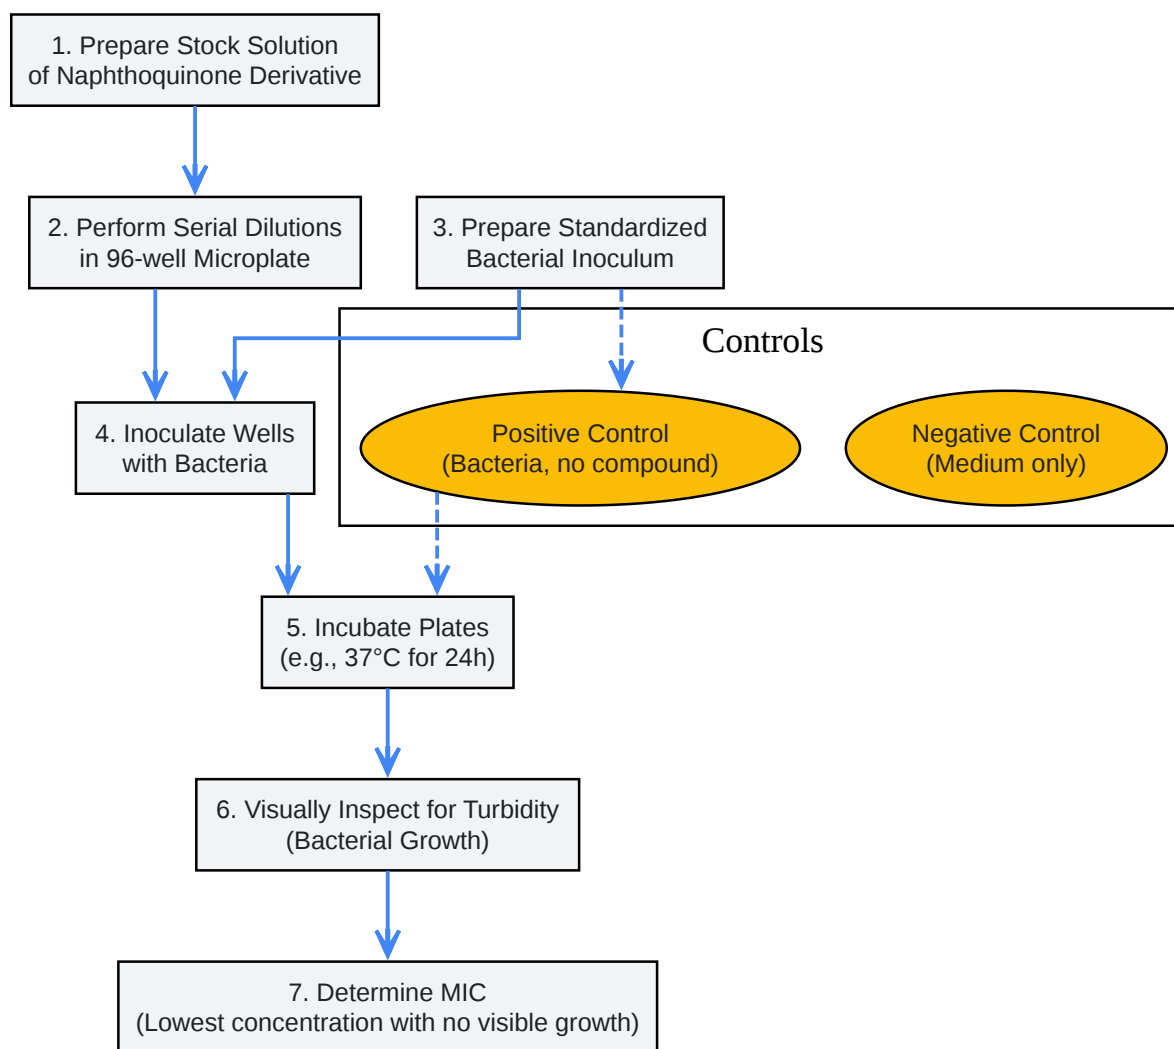 1. Prepare Stock Solution
of Naphthoquinone Derivative
2. Perform Serial Dilutions
in 96-well Microplate
3. Prepare Standardized
Bacterial Inoculum
Controls
4. Inoculate Wells
with Bacteria
Positive Control
(Bacteria, no compound)
Negative Control
(Medium only)
5. Incubate Plates
(e.g., 37°C for 24h)
6. Visually Inspect for Turbidity
(Bacterial Growth)
7. Determine MIC
(Lowest concentration with no visible growth)